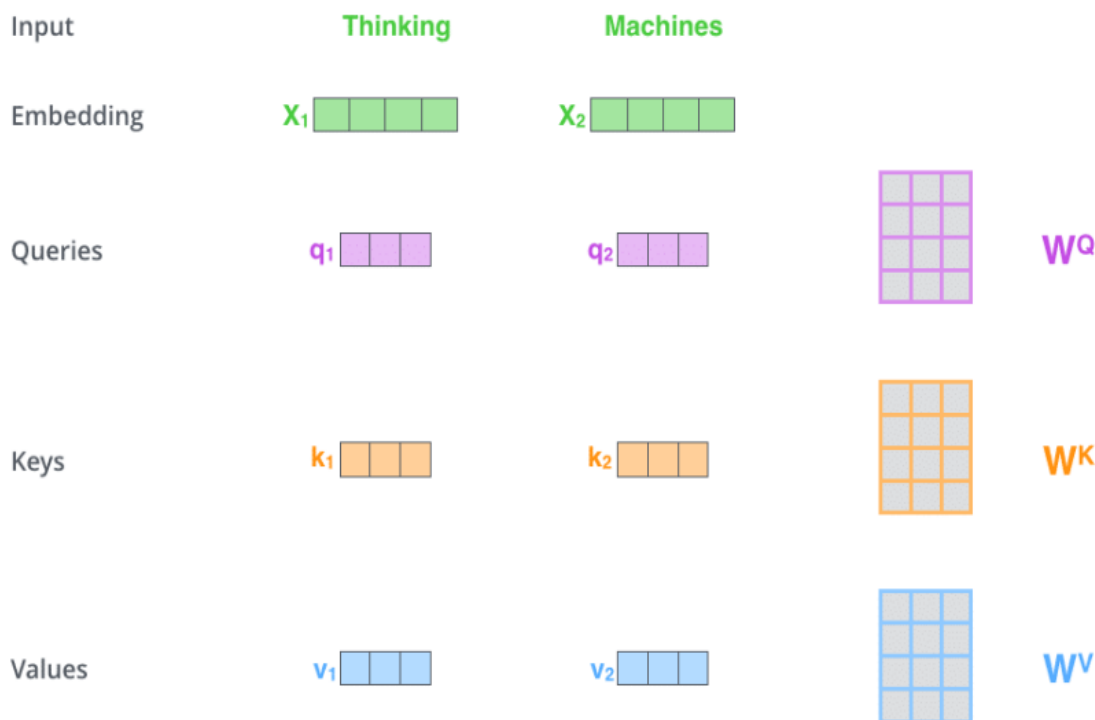 Input Thinking Machines
Embedding X1 X2
Queries q1 q2 WQ
Keys k1 k2 WK
Values v1 v2 WV